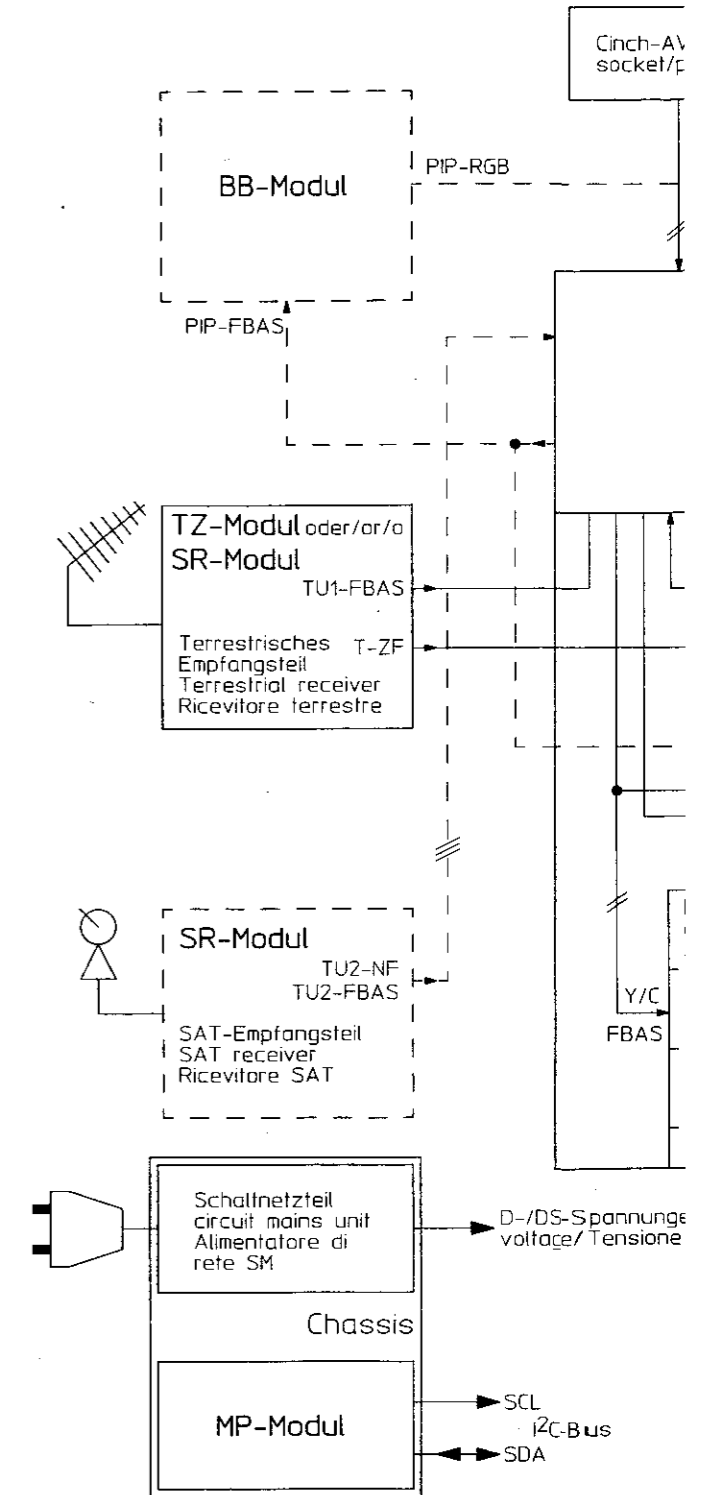 Cinch-AV
socket/p
BB-Modul
PIP-RGB
PIP-FBAS
TZ-Modul oder/or/o
SR-Modul
TU1-FBAS
Terrestrisches
T-ZF
Empfangsteil
Terrestrial receiver
Ricevitore terrestre
SR-Modul
TU2-NF
TU2-FBAS
SAT-Empfangsteil
SAT receiver
Ricevitore SAT
Y/C
FBAS
Schaltnetzteil
circuit mains unit
Alimentatore di
rete SM
D-/DS-Spannunge
voltage/Tensione
Chassis
MP-Modul
SCL
I²C-Bus
SDA